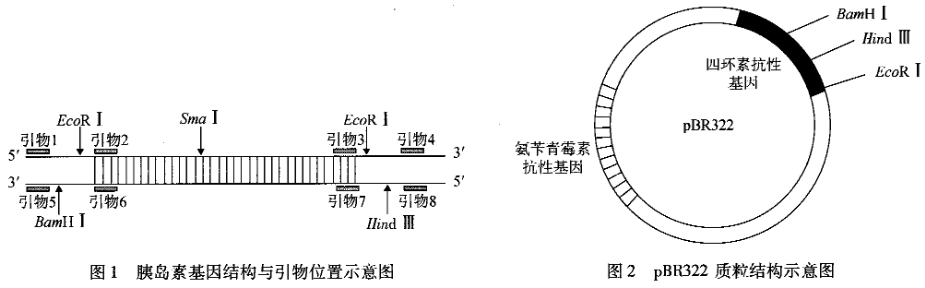 EcoR I
Sma I
EcoR I
引物1
引物2
引物3
引物4
5′
3′
3′
5′
引物5
引物6
引物7
引物8
BamH I
Hind III
图1 胰岛素基因结构与引物位置示意图
BamH I
Hind III
EcoR I
四环素抗性
基因
pBR322
氨苄青霉素
抗性基因
图2 pBR322 质粒结构示意图